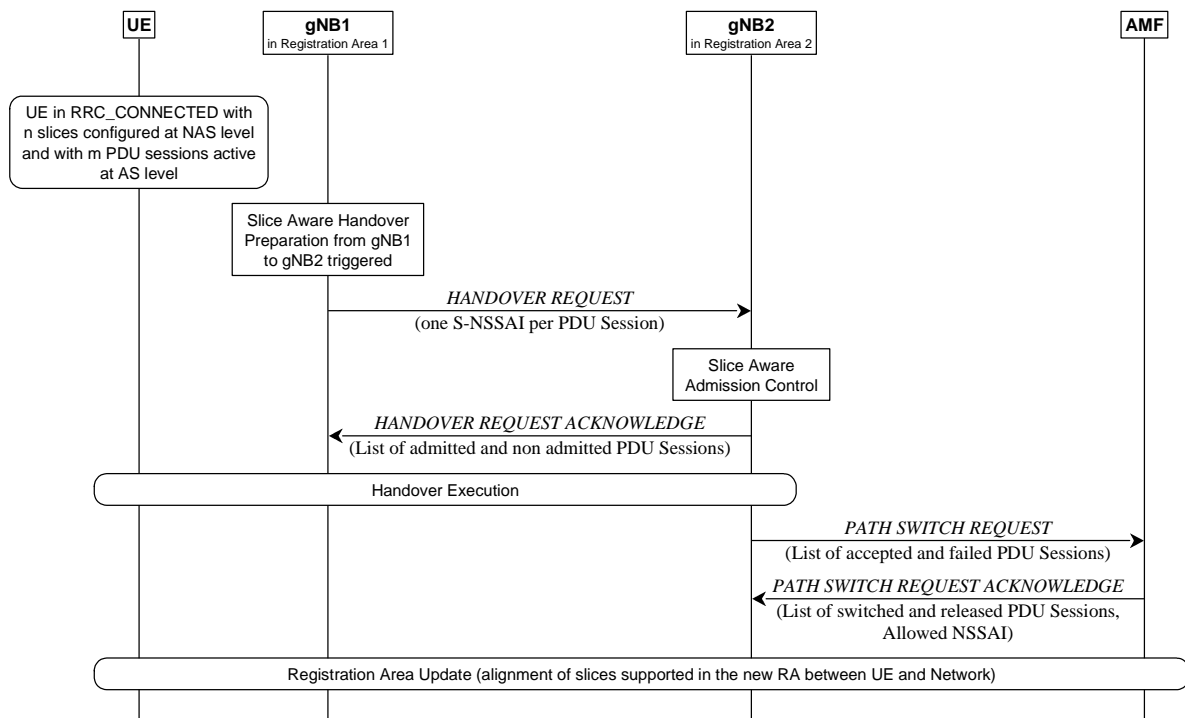 UE
gNB1
in Registration Area 1
gNB2
in Registration Area 2
AMF
UE in RRC_CONNECTED with
n slices configured at NAS level
and with m PDU sessions active
at AS level
Slice Aware Handover
Preparation from gNB1
to gNB2 triggered
HANDOVER REQUEST
(one S-NSSAI per PDU Session)
Slice Aware
Admission Control
HANDOVER REQUEST ACKNOWLEDGE
(List of admitted and non admitted PDU Sessions)
Handover Execution
PATH SWITCH REQUEST
(List of accepted and failed PDU Sessions)
PATH SWITCH REQUEST ACKNOWLEDGE
(List of switched and released PDU Sessions,
Allowed NSSAI)
Registration Area Update (alignment of slices supported in the new RA between UE and Network)